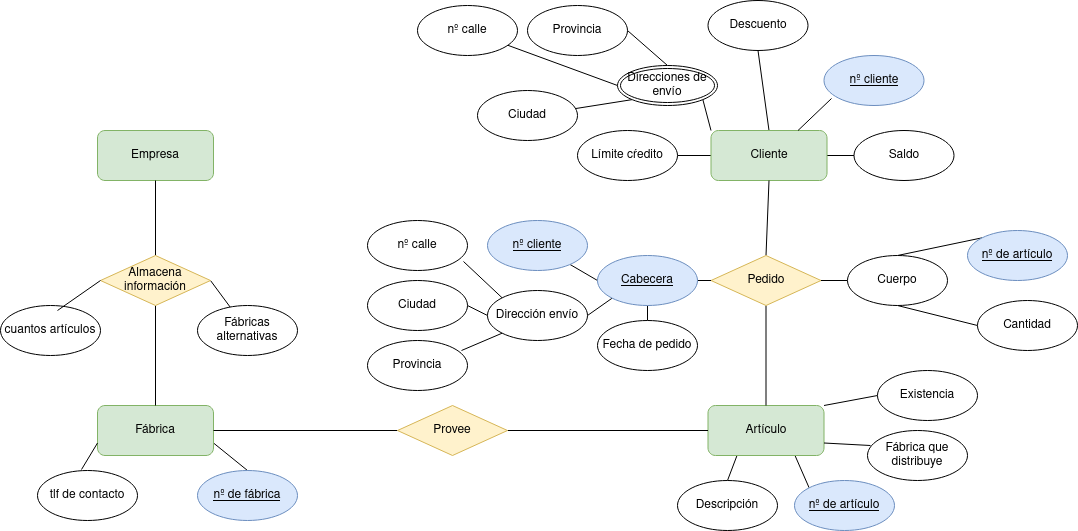 Descuento
nº calle
Provincia
Direcciones de
envío
nº cliente
Ciudad
Empresa
Límite cŕedito
Cliente
Saldo
nº calle
nº cliente
nº de artículo
Almacena
información
Cabecera
Pedido
Cuerpo
Ciudad
Dirección envío
cuantos artículos
Fábricas
alternativas
Fecha de pedido
Cantidad
Provincia
Existencia
Fábrica
Provee
Artículo
Fábrica que
distribuye
tlf de contacto
nº de fábrica
Descripción
nº de artículo